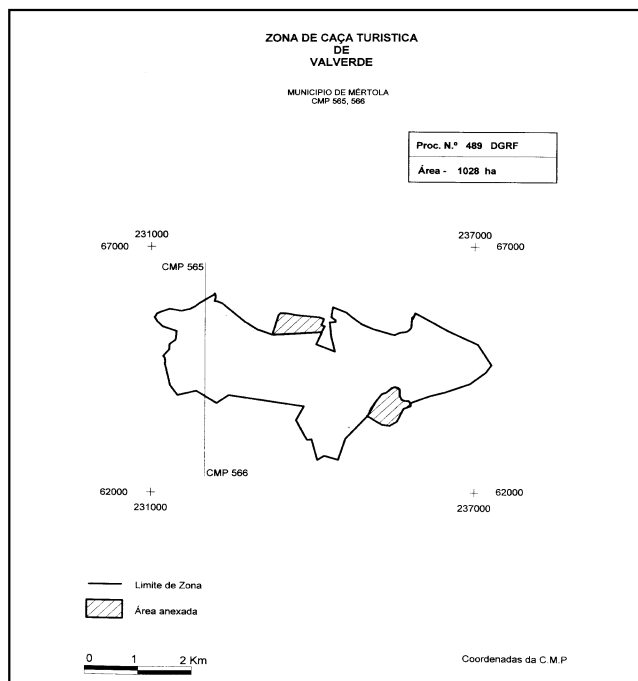 ZONA DE CAÇA TURISTICA
DE
VALVERDE
MUNICIPIO DE MÉRTOLA
CMP 565, 566
Proc. N.º 489 DGRF
Área - 1028 ha
231000
67000
237000
67000
CMP 565
CMP 566
62000
231000
62000
237000
Limite de Zona
Área anexada
0 1 2 Km
Coordenadas da C.M.P